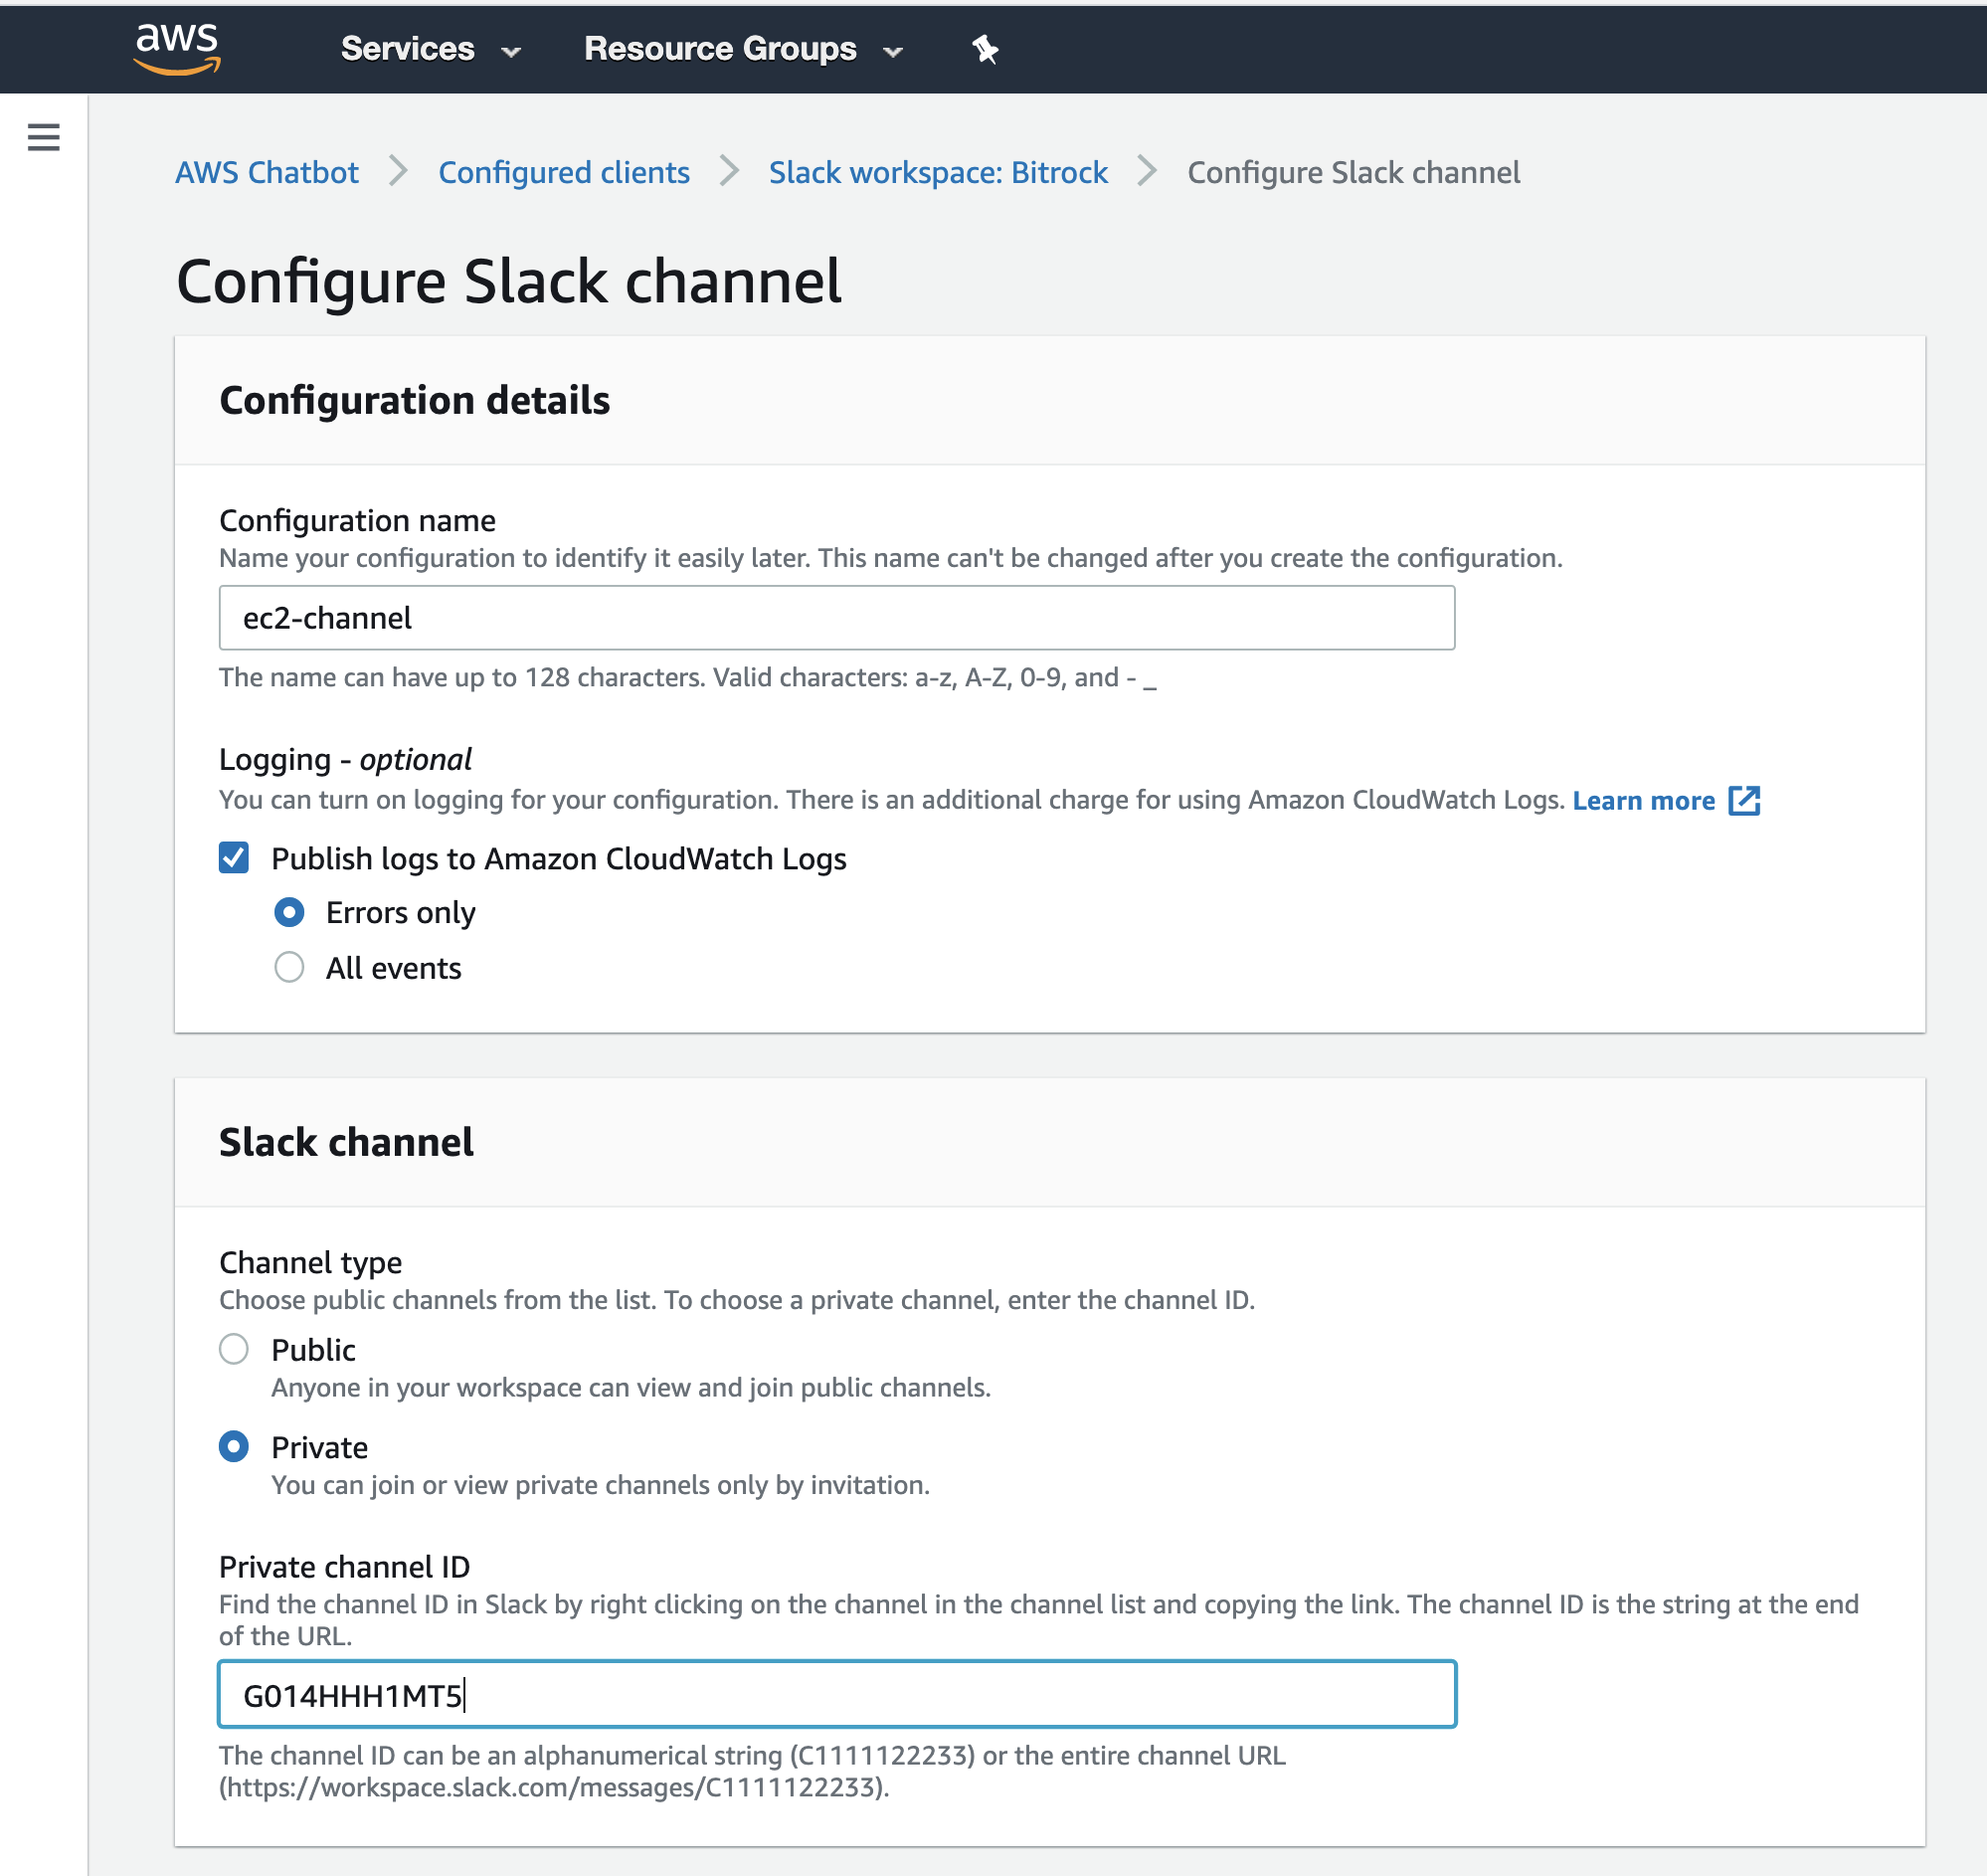 aws Services Resource Groups
AWS Chatbot Configured clients Slack workspace: Bitrock Configure Slack channel
Configure Slack channel
Configuration details
Configuration name
Name your configuration to identify it easily later. This name can't be changed after you create the configuration.
ec2-channel
The name can have up to 128 characters. Valid characters: a-z, A-Z, 0-9, and - _
Logging - optional
You can turn on logging for your configuration. There is an additional charge for using Amazon CloudWatch Logs. Learn more
Publish logs to Amazon CloudWatch Logs
Errors only
All events
Slack channel
Channel type
Choose public channels from the list. To choose a private channel, enter the channel ID.
Public
Anyone in your workspace can view and join public channels.
Private
You can join or view private channels only by invitation.
Private channel ID
Find the channel ID in Slack by right clicking on the channel in the channel list and copying the link. The channel ID is the string at the end
of the URL.
G014HHH1MT5
The channel ID can be an alphanumerical string (C1111122233) or the entire channel URL
(https://workspace.slack.com/messages/C1111122233).